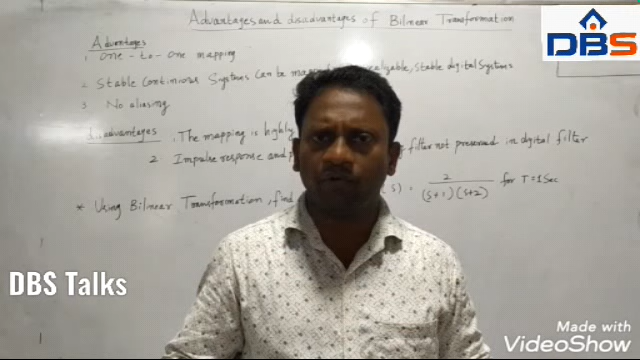 Advantages and disadvantages of Bilinear Transformation
DBS
Advantages
1 one-to-one mapping
2 Stable Continious Systems Can be realizable, stable digital systems
3 No aliasing
disadvantages
1. The mapping is highly
2 Impulse response and of filter not preserved in digital filter
* Using Bilinear Transformation, find s) = 2/((s+1)(s+2)) for T=1Sec
DBS Talks
Made with
VideoShow